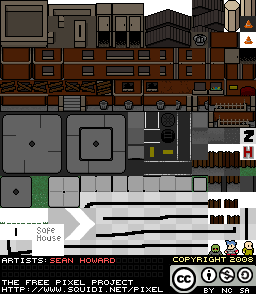 Z
H
Safe
House
ARTISTS: SEAN HOWARD
COPYRIGHT 2008
THE FREE PIXEL PROJECT
HTTP://WWW.SQUIDI.NET/PIXEL
cc
BY NC SA